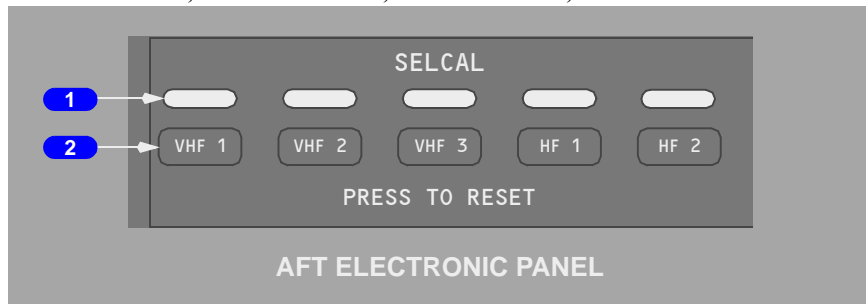 SELCAL
1
VHF 1 VHF 2 VHF 3 HF 1 HF 2
2
PRESS TO RESET
AFT ELECTRONIC PANEL